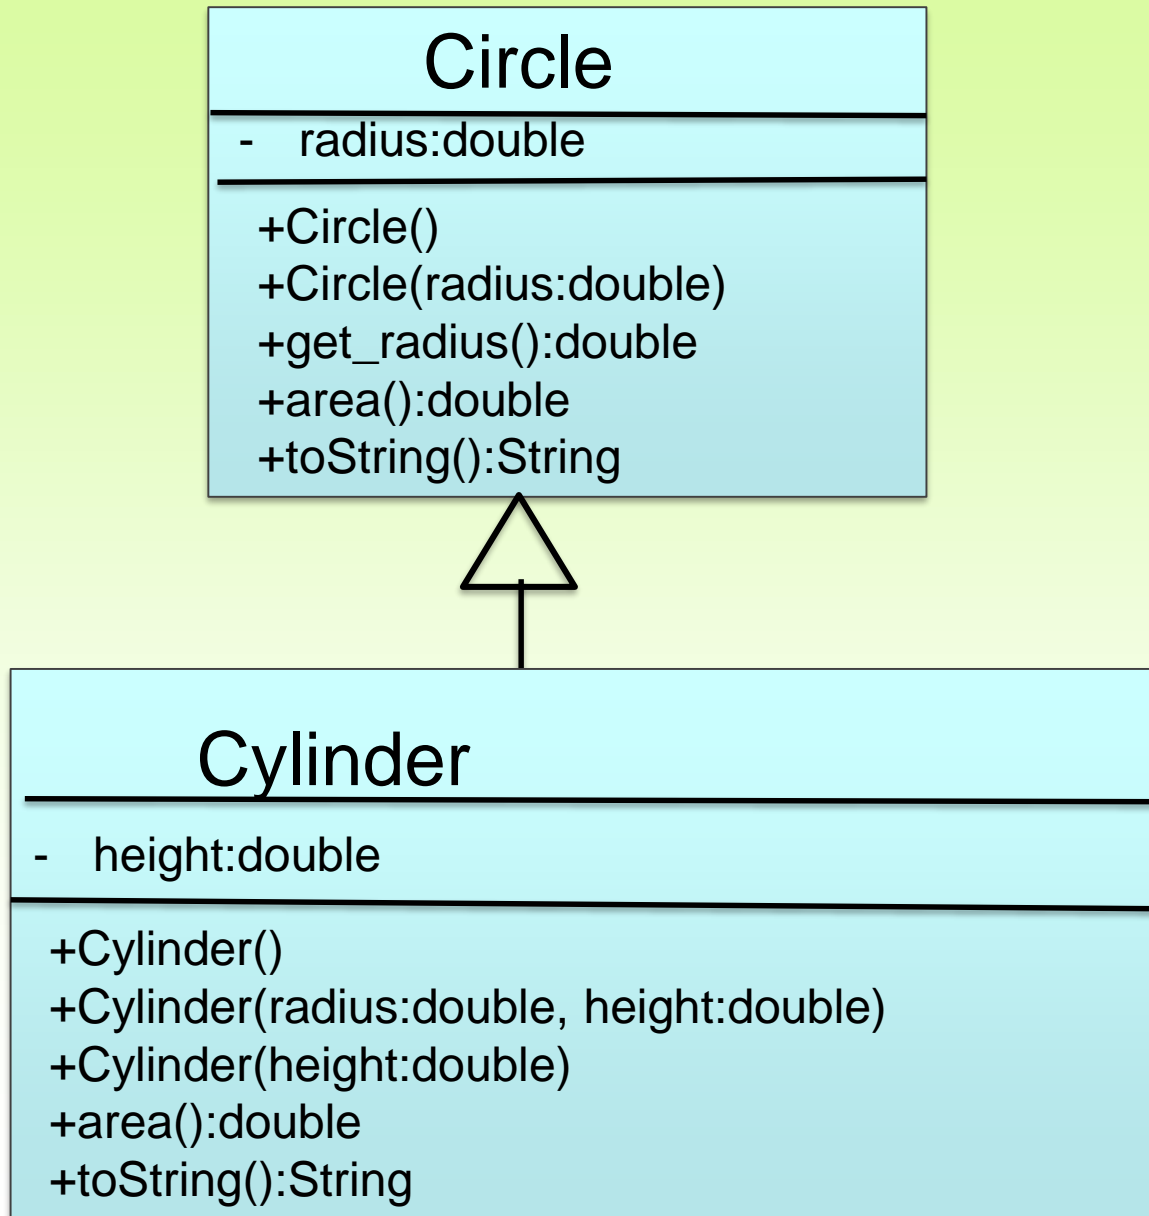 Circle
- radius:double
+Circle()
+Circle(radius:double)
+get_radius():double
+area():double
+toString():String
Cylinder
- height:double
+Cylinder()
+Cylinder(radius:double, height:double)
+Cylinder(height:double)
+area():double
+toString():String